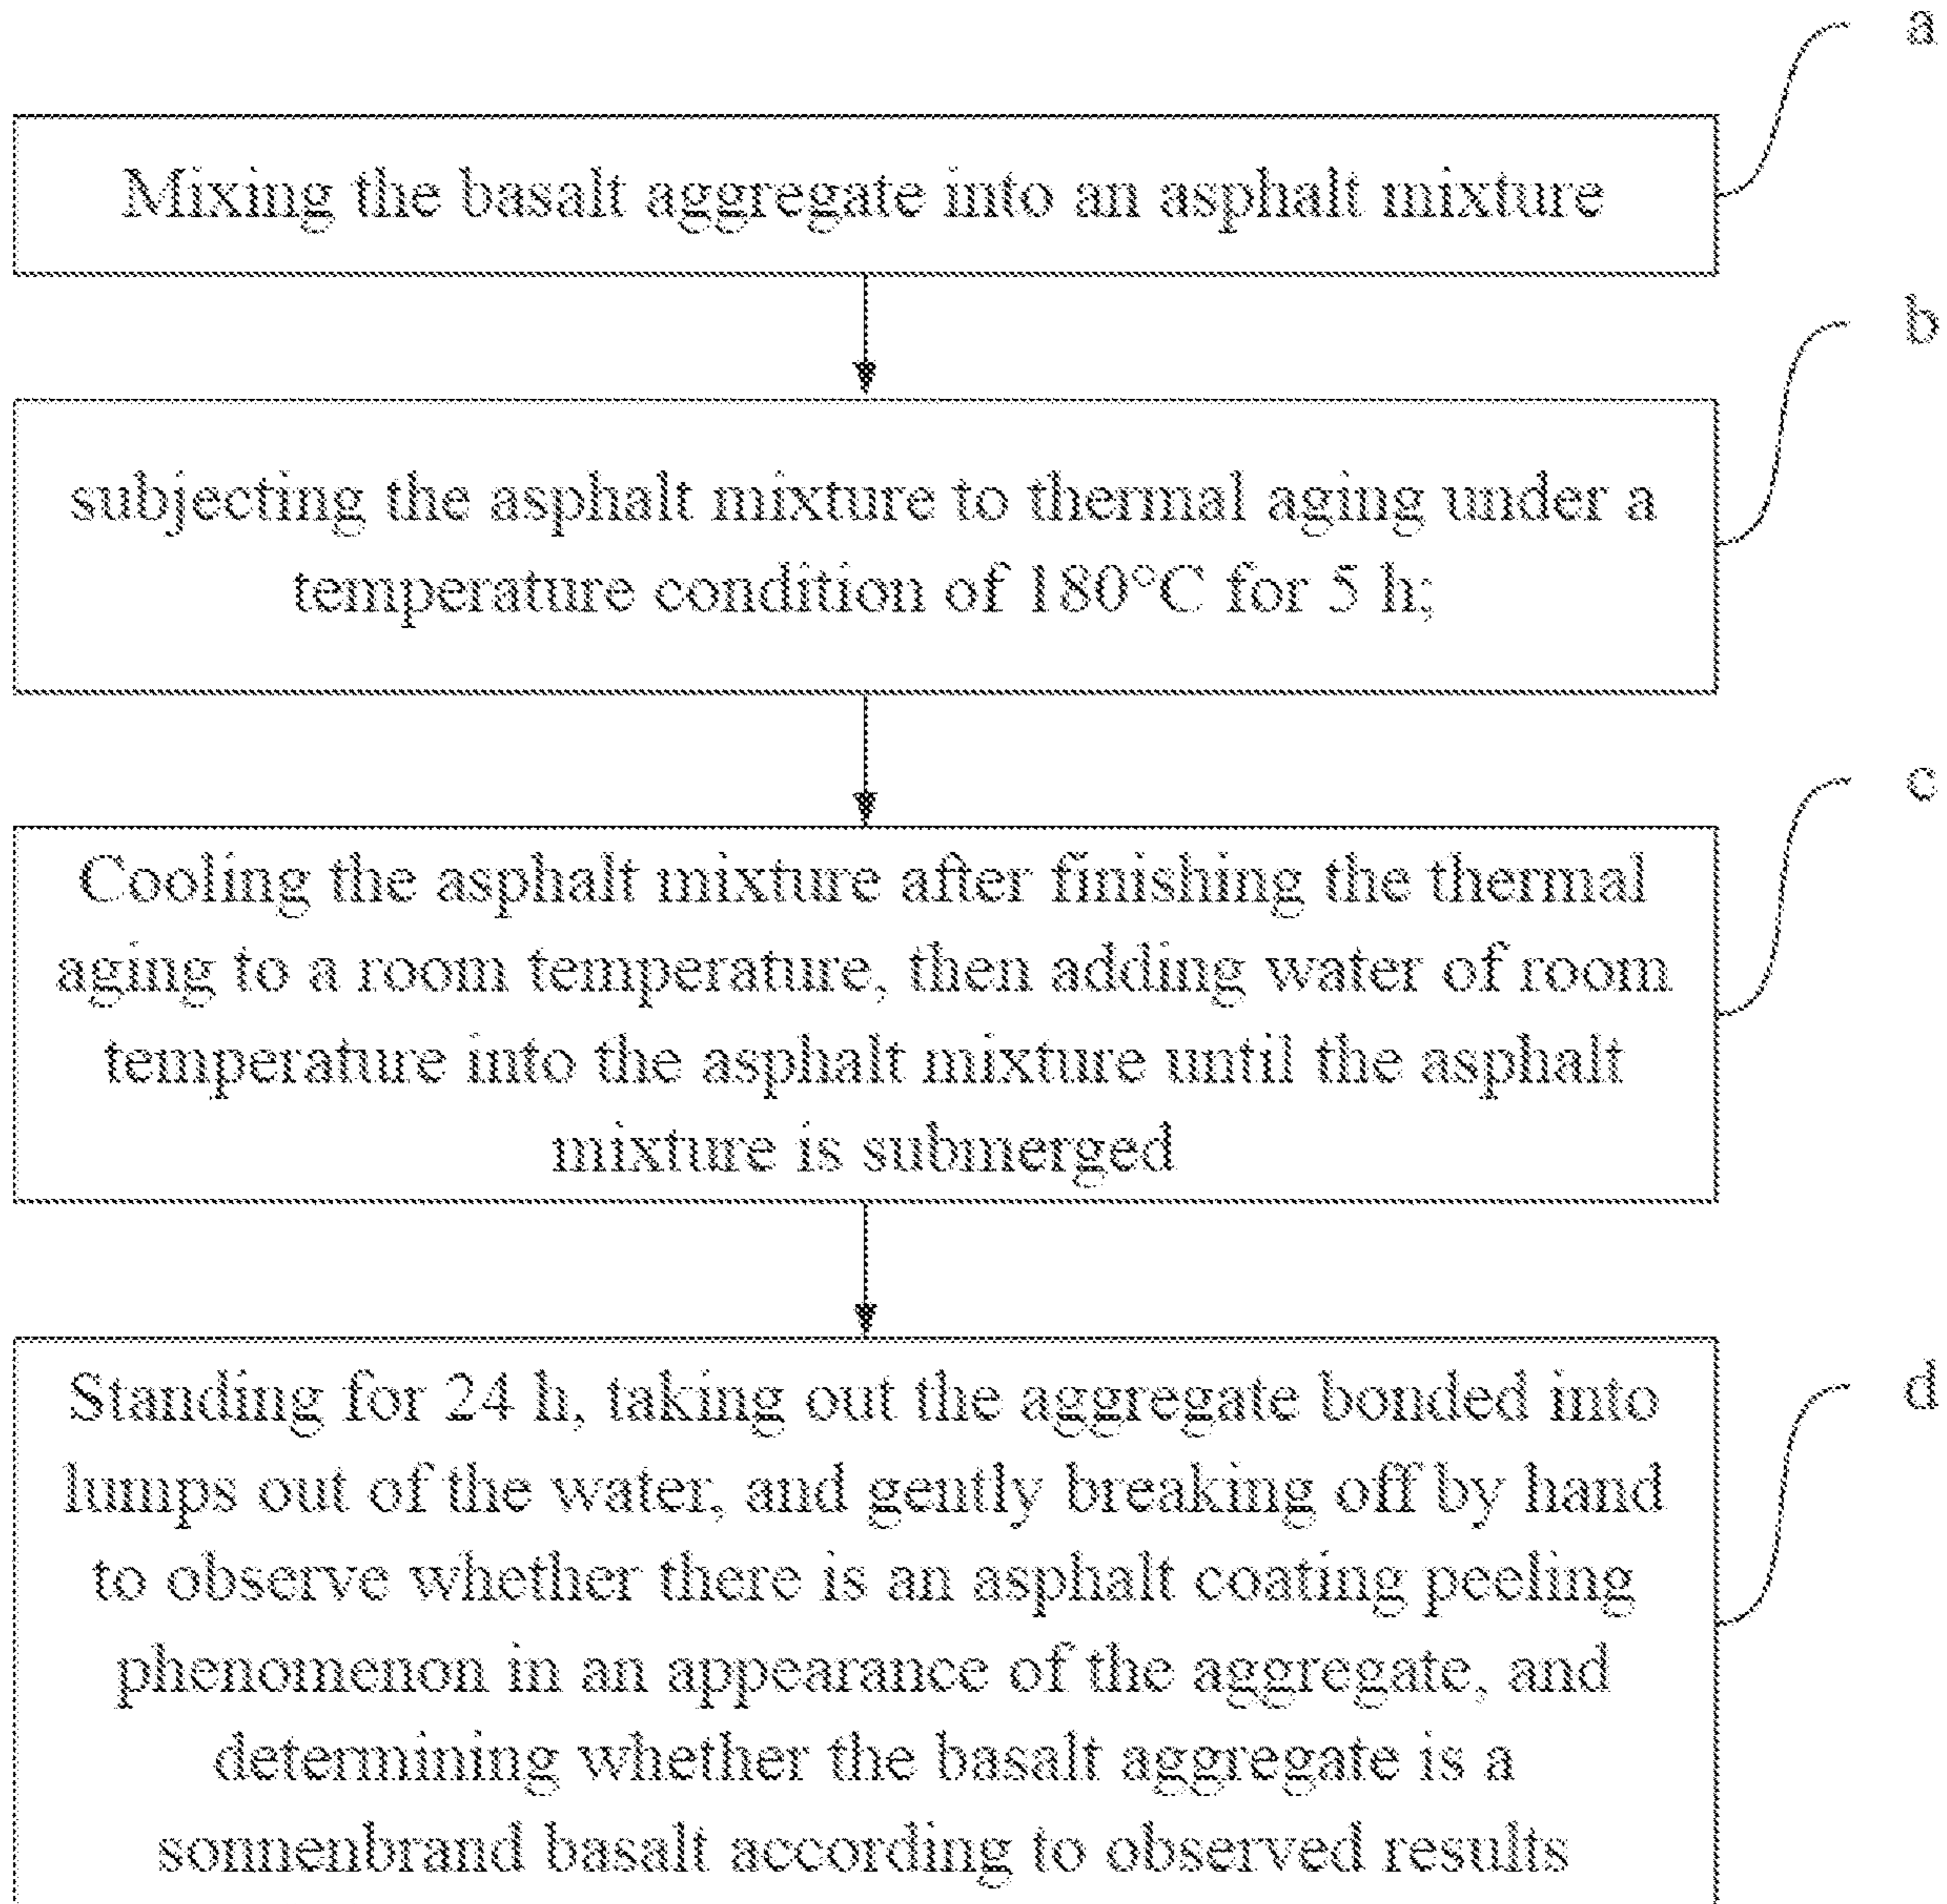 a
Mixing the basalt aggregate into an asphalt mixture
b
subjecting the asphalt mixture to thermal aging under a
temperature condition of 180°C for 5 h;
c
Cooling the asphalt mixture after finishing the thermal
aging to a room temperature, then adding water of room
temperature into the asphalt mixture until the asphalt
mixture is submerged
d
Standing for 24 h, taking out the aggregate bonded into
lumps out of the water, and gently breaking off by hand
to observe whether there is an asphalt coating peeling
phenomenon in an appearance of the aggregate, and
determining whether the basalt aggregate is a
sonnenbrand basalt according to observed results